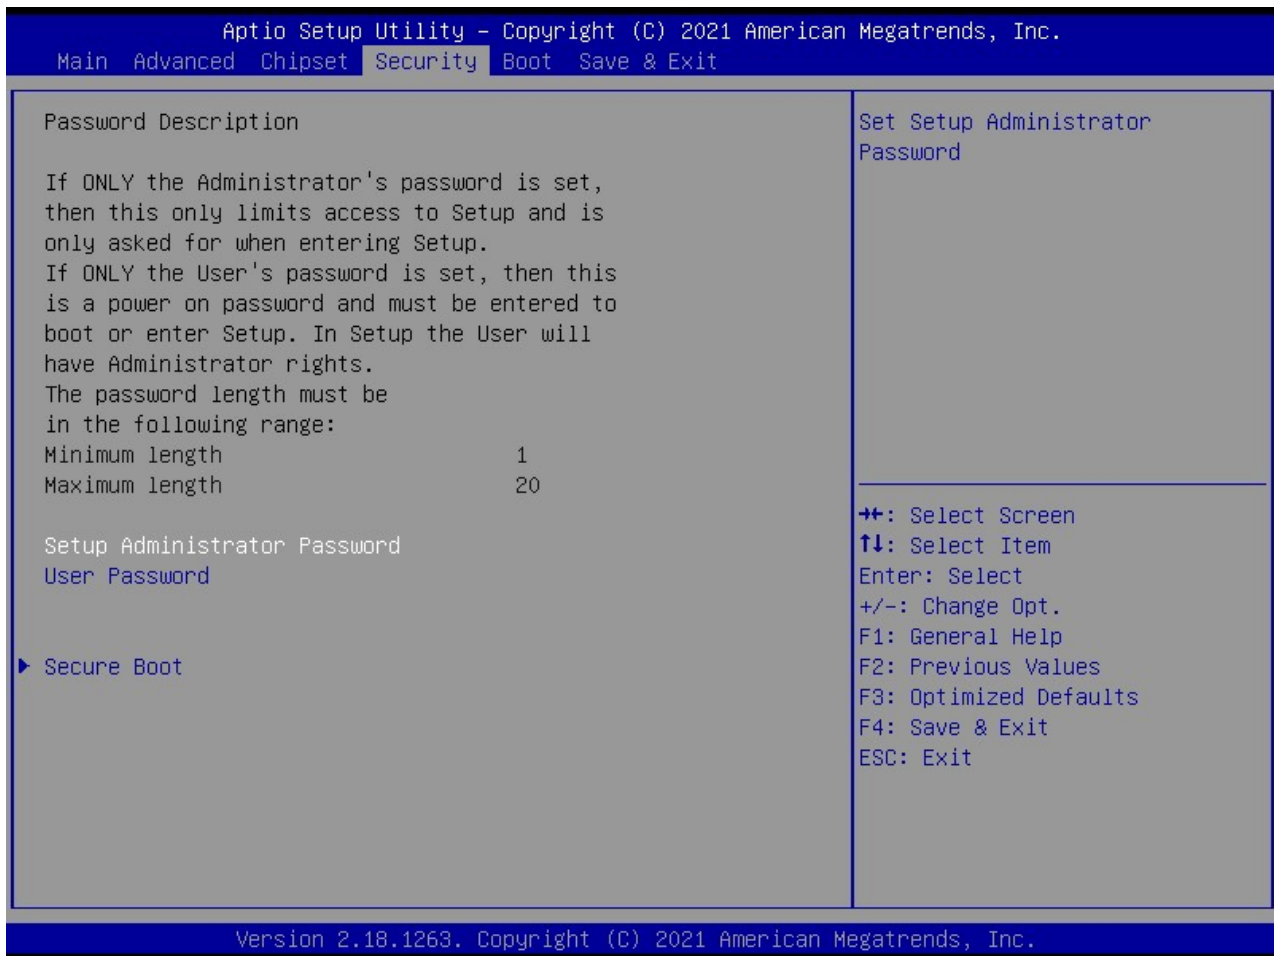 Aptio Setup Utility – Copyright (C) 2021 American Megatrends, Inc.
Main Advanced Chipset Security Boot Save & Exit
Password Description
If ONLY the Administrator's password is set,
then this only limits access to Setup and is
only asked for when entering Setup.
If ONLY the User's password is set, then this
is a power on password and must be entered to
boot or enter Setup. In Setup the User will
have Administrator rights.
The password length must be
in the following range:
Minimum length 1
Maximum length 20
Setup Administrator Password
User Password
Secure Boot
Set Setup Administrator
Password
→←: Select Screen
↑↓: Select Item
Enter: Select
+/-: Change Opt.
F1: General Help
F2: Previous Values
F3: Optimized Defaults
F4: Save & Exit
ESC: Exit
Version 2.18.1263. Copyright (C) 2021 American Megatrends, Inc.